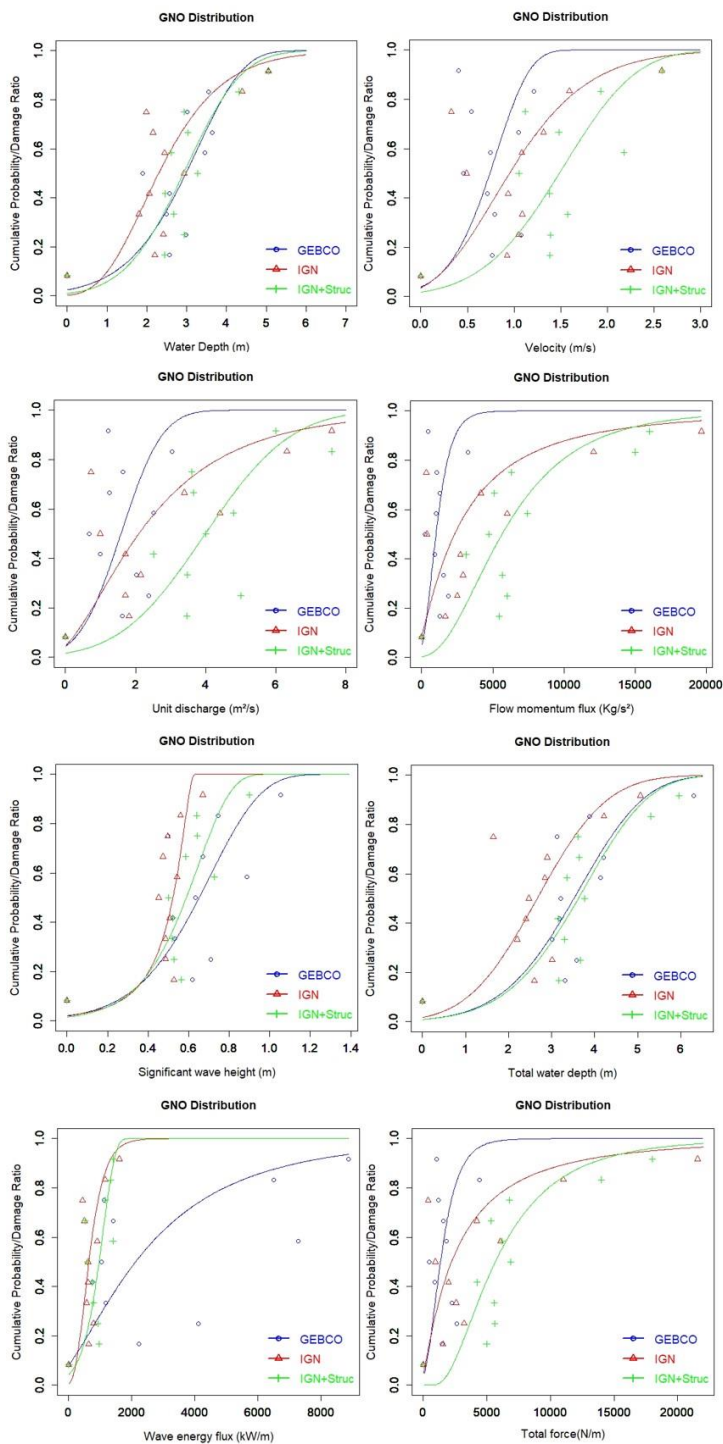 GNO Distribution
Cumulative Probability/Damage Ratio
1.0
0.8
0.6
0.4
0.2
0.0
GEBCO
IGN
IGN+Struc
0 1 2 3 4 5 6 7
Water Depth (m)
GNO Distribution
Cumulative Probability/Damage Ratio
1.0
0.8
0.6
0.4
0.2
0.0
GEBCO
IGN
IGN+Struc
0.0 0.5 1.0 1.5 2.0 2.5 3.0
Velocity (m/s)
GNO Distribution
Cumulative Probability/Damage Ratio
1.0
0.8
0.6
0.4
0.2
0.0
GEBCO
IGN
IGN+Struc
0 2 4 6 8
Unit discharge (m²/s)
GNO Distribution
Cumulative Probability/Damage Ratio
1.0
0.8
0.6
0.4
0.2
0.0
GEBCO
IGN
IGN+Struc
0 5000 10000 15000 20000
Flow momentum flux (Kg/s²)
GNO Distribution
Cumulative Probability/Damage Ratio
1.0
0.8
0.6
0.4
0.2
0.0
GEBCO
IGN
IGN+Struc
0.0 0.2 0.4 0.6 0.8 1.0 1.2 1.4
Significant wave height (m)
GNO Distribution
Cumulative Probability/Damage Ratio
1.0
0.8
0.6
0.4
0.2
0.0
GEBCO
IGN
IGN+Struc
0 1 2 3 4 5 6
Total water depth (m)
GNO Distribution
Cumulative Probability/Damage Ratio
1.0
0.8
0.6
0.4
0.2
0.0
GEBCO
IGN
IGN+Struc
0 2000 4000 6000 8000
Wave energy flux (kW/m)
GNO Distribution
Cumulative Probability/Damage Ratio
1.0
0.8
0.6
0.4
0.2
0.0
GEBCO
IGN
IGN+Struc
0 5000 10000 15000 20000
Total force(N/m)